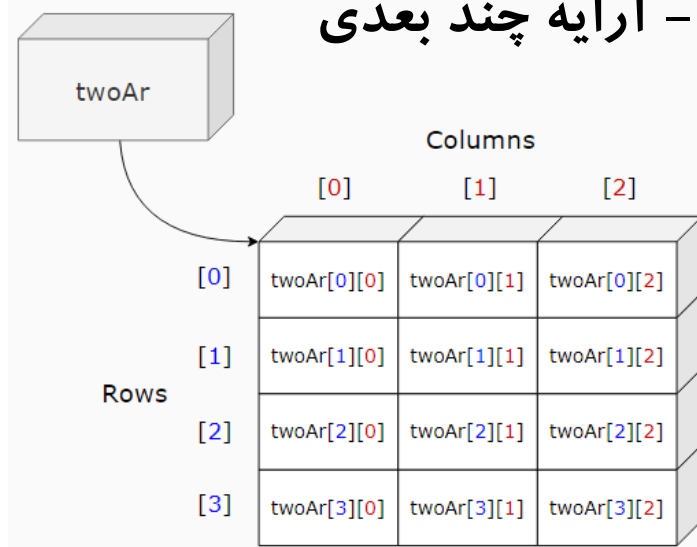 - آرایه چند بعدی
twoAr
Columns
[0] [1] [2]
[0] twoAr[0][0] twoAr[0][1] twoAr[0][2]
[1] twoAr[1][0] twoAr[1][1] twoAr[1][2]
Rows
[2] twoAr[2][0] twoAr[2][1] twoAr[2][2]
[3] twoAr[3][0] twoAr[3][1] twoAr[3][2]